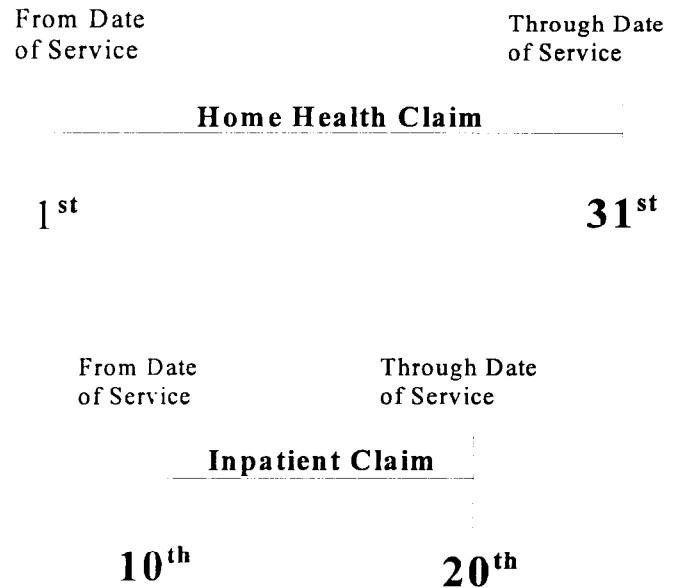 From Date Through Date
of Service of Service
Home Health Claim
1st 31st
From Date Through Date
of Service of Service
Inpatient Claim
10th 20th